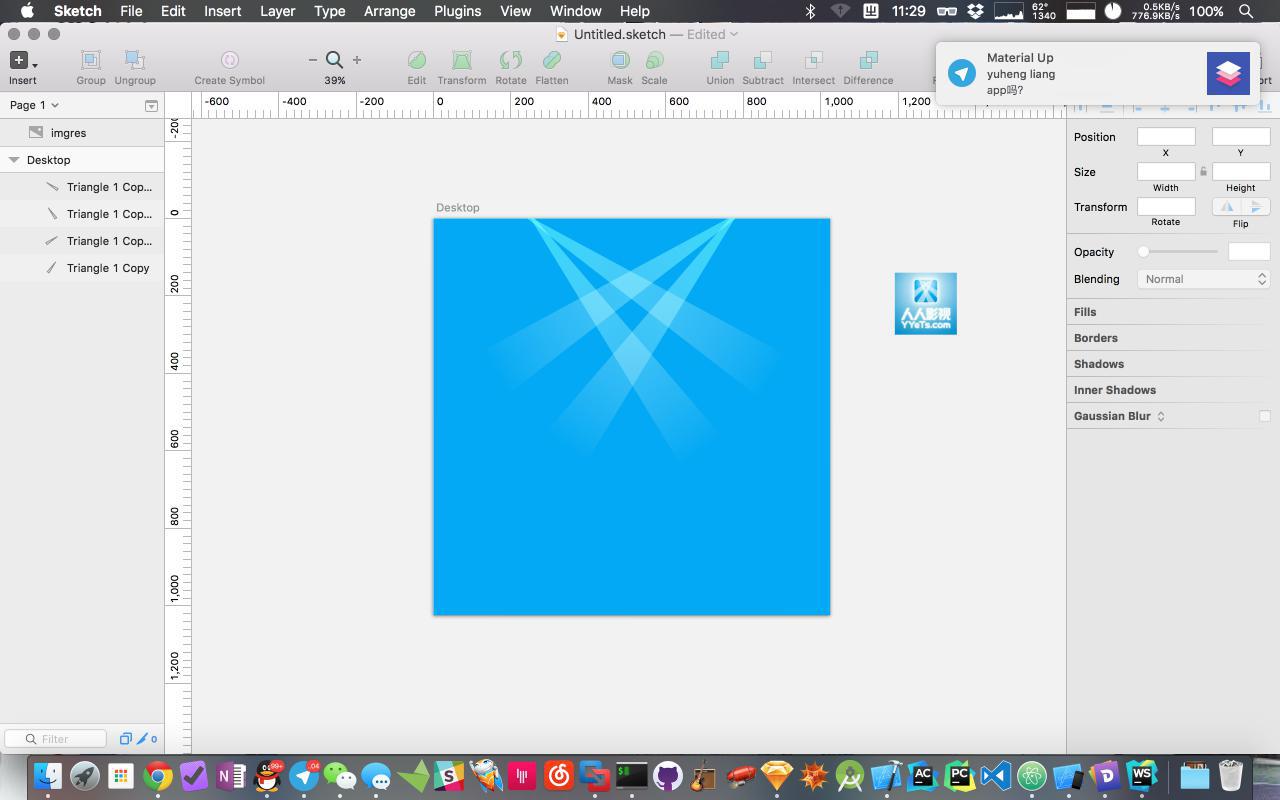 Sketch File Edit Insert Layer Type Arrange Plugins View Window Help
11:29
62°
1340
0.5KB/s
776.9KB/s
100%
Untitled.sketch — Edited
Insert
Group
Ungroup
Create Symbol
39%
Edit
Transform
Rotate
Flatten
Mask
Scale
Union
Subtract
Intersect
Difference
Material Up
yuheng liang
app吗?
Page 1
-600
-400
-200
0
200
400
600
800
1,000
1,200
imgres
Desktop
Triangle 1 Cop...
Triangle 1 Cop...
Triangle 1 Cop...
Triangle 1 Copy
-200
0
200
400
600
800
1,000
1,200
Desktop
人人影视
YYeTs.com
Position
X
Y
Size
Width
Height
Transform
Rotate
Flip
Opacity
Blending
Normal
Fills
Borders
Shadows
Inner Shadows
Gaussian Blur
Filter
0
N
99+
S
$
AC
PC
D
WS